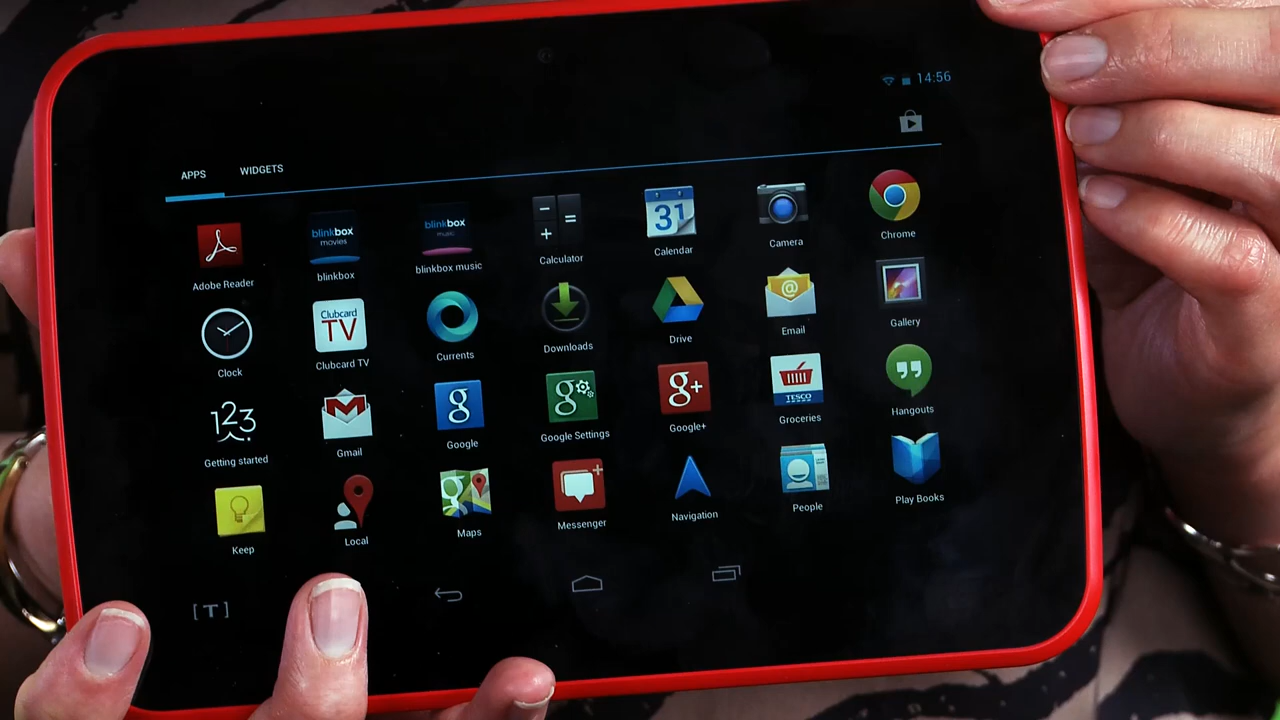 14:56
APPS WIDGETS
Adobe Reader
blinkbox movies
blinkbox
blinkbox music
blinkbox music
Calculator
31
Calendar
Camera
Chrome
Clock
Clubcard TV
Clubcard TV
Currents
Downloads
Drive
@
Email
Gallery
123
Getting started
Gmail
g
Google
g
Google Settings
g+
Google+
TESCO
Groceries
Hangouts
Keep
Local
g
Maps
Messenger
Navigation
People
Play Books
[T]